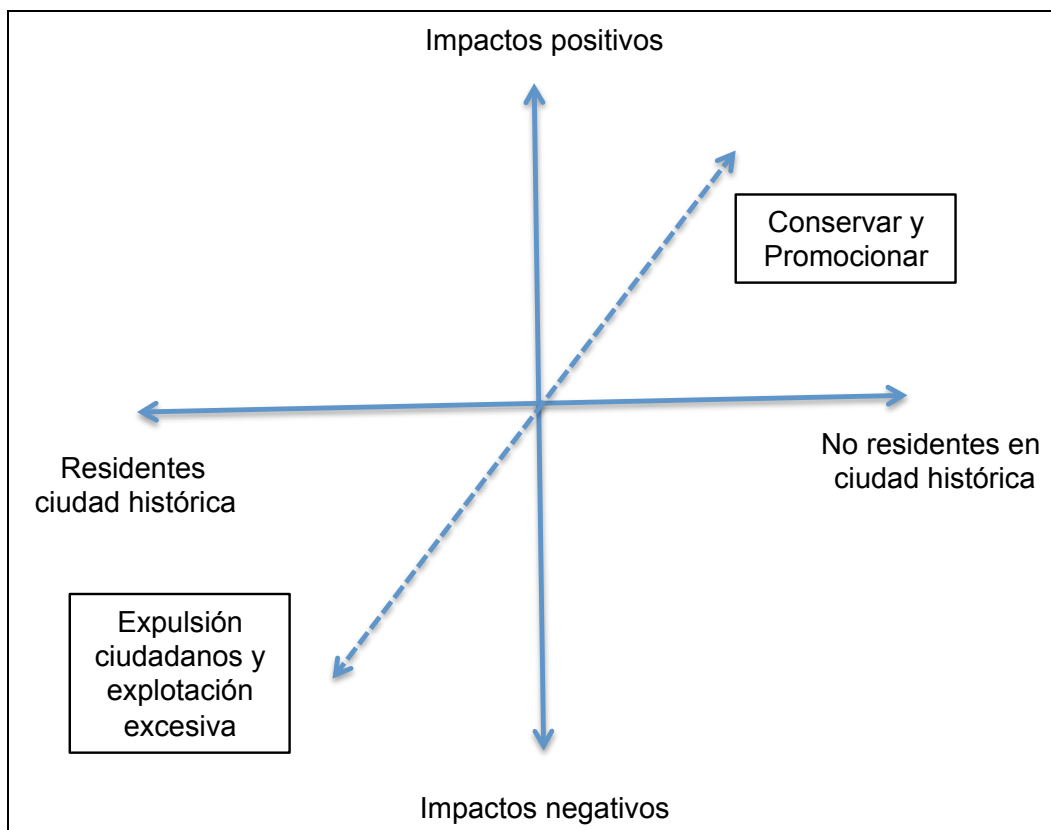 Impactos positivos
Conservar y
Promocionar
No residentes en
ciudad histórica
Residentes
ciudad histórica
Expulsión
ciudadanos y
explotación
excesiva
Impactos negativos